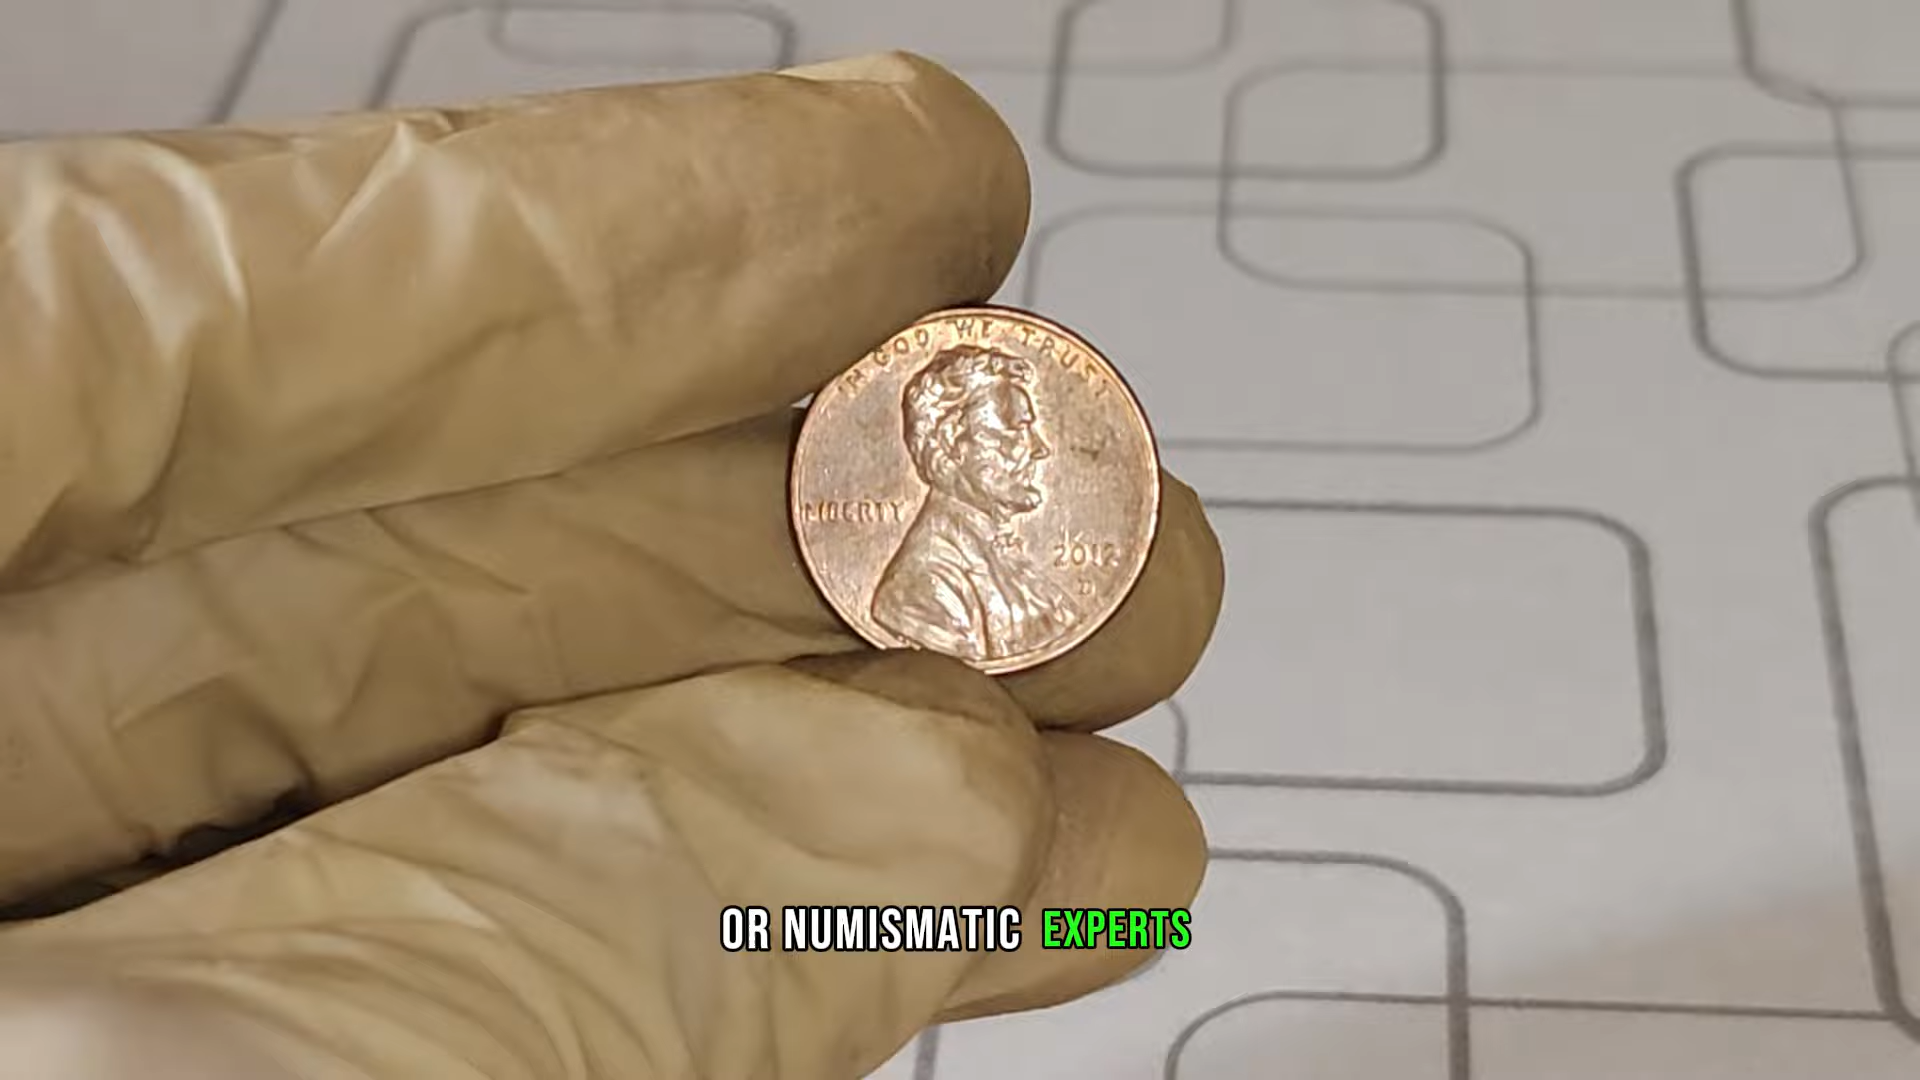 IN GOD WE TRUST
LIBERTY
2012
D
OR NUMISMATIC EXPERTS